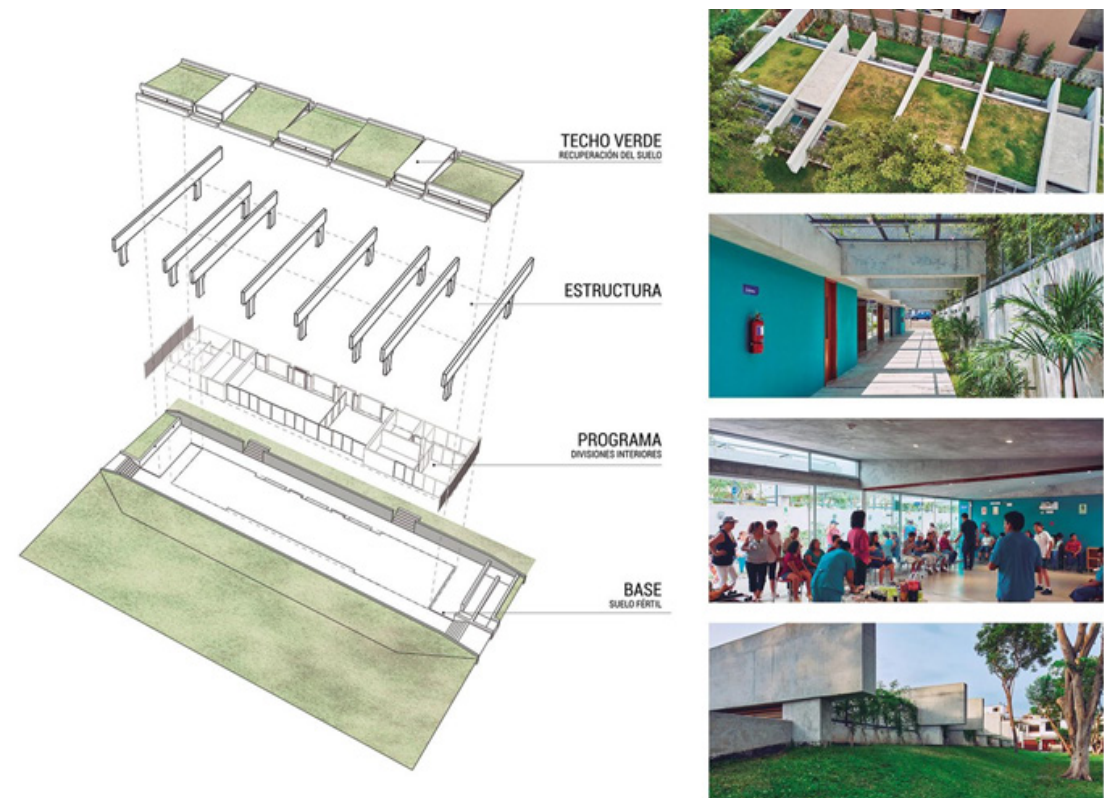 TECHO VERDE
RECUPERACIÓN DEL SUELO
ESTRUCTURA
PROGRAMA
DIVISIONES INTERIORES
BASE
SUELO FÉRTIL